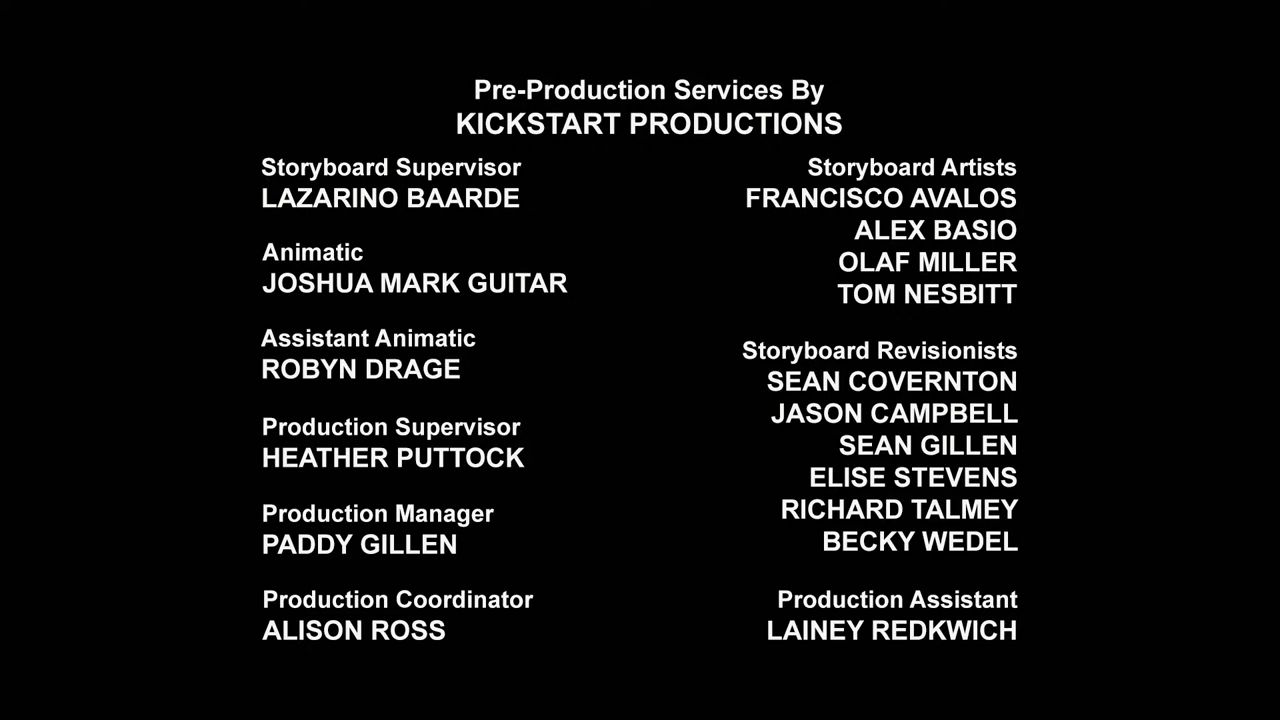 Pre-Production Services By
KICKSTART PRODUCTIONS
Storyboard Supervisor
LAZARINO BAARDE
Animatic
JOSHUA MARK GUITAR
Assistant Animatic
ROBYN DRAGE
Production Supervisor
HEATHER PUTTOCK
Production Manager
PADDY GILLEN
Production Coordinator
ALISON ROSS
Storyboard Artists
FRANCISCO AVALOS
ALEX BASIO
OLAF MILLER
TOM NESBITT
Storyboard Revisionists
SEAN COVERNTON
JASON CAMPBELL
SEAN GILLEN
ELISE STEVENS
RICHARD TALMEY
BECKY WEDEL
Production Assistant
LAINEY REDKWICH